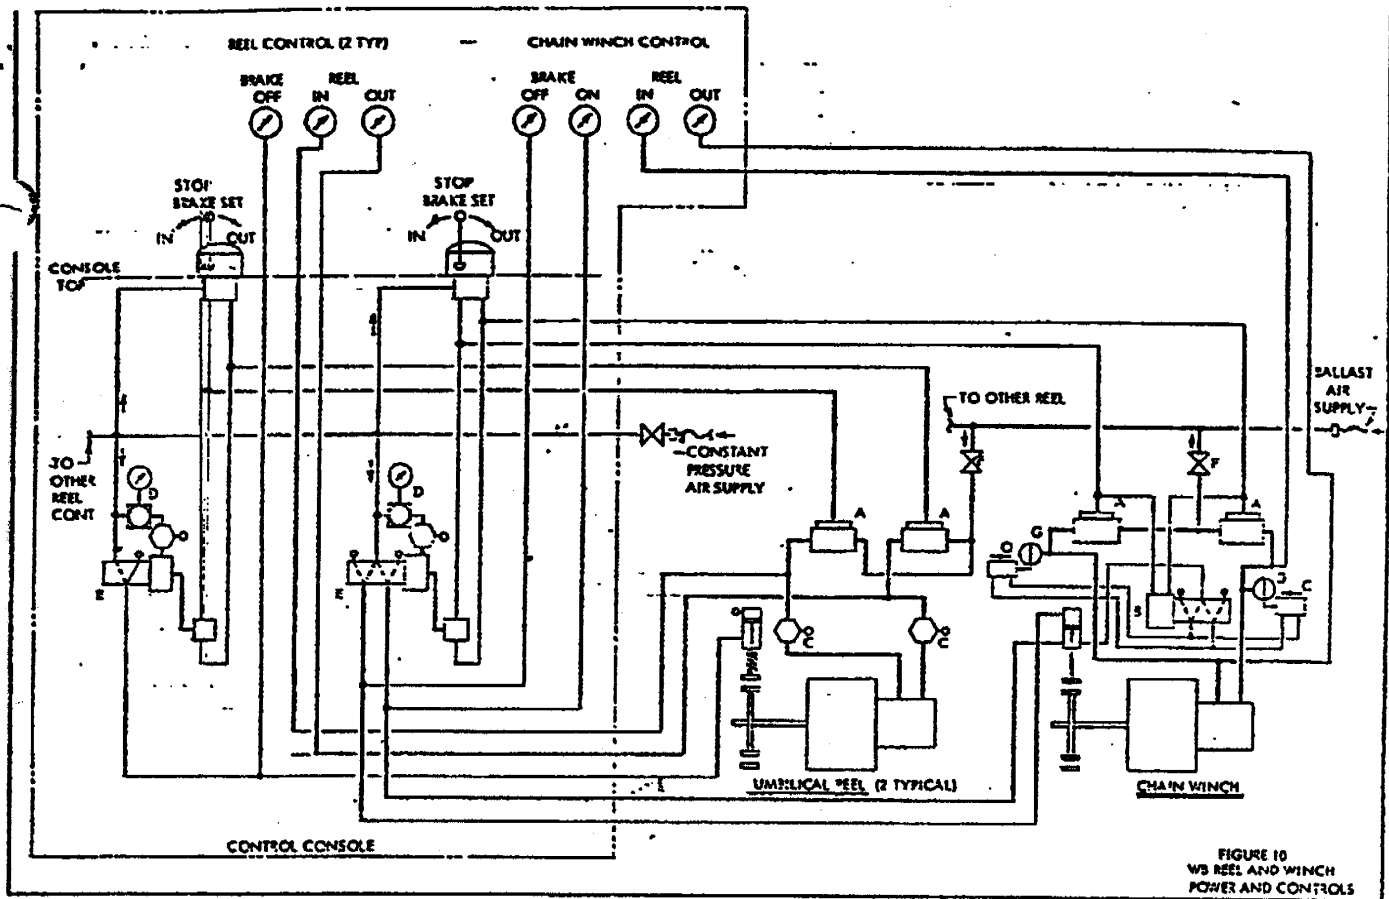 REEL CONTROL (2 TYP) — CHAIN WINCH CONTROL
BRAKE REEL BRAKE REEL
OFF IN OUT OFF ON IN OUT
STOP
BRAKE SET
IN OUT
STOP
BRAKE SET
IN OUT
CONSOLE
TOP
BALLAST
AIR
SUPPLY
TO OTHER REEL
CONSTANT
PRESSURE
AIR SUPPLY
TO
OTHER
REEL
CONT
D
D
F
A
A
A
A
G
C
C
C
E
E
S
UMBILICAL REEL (2 TYPICAL)
CHAIN WINCH
CONTROL CONSOLE
FIGURE 10
WB REEL AND WINCH
POWER AND CONTROLS